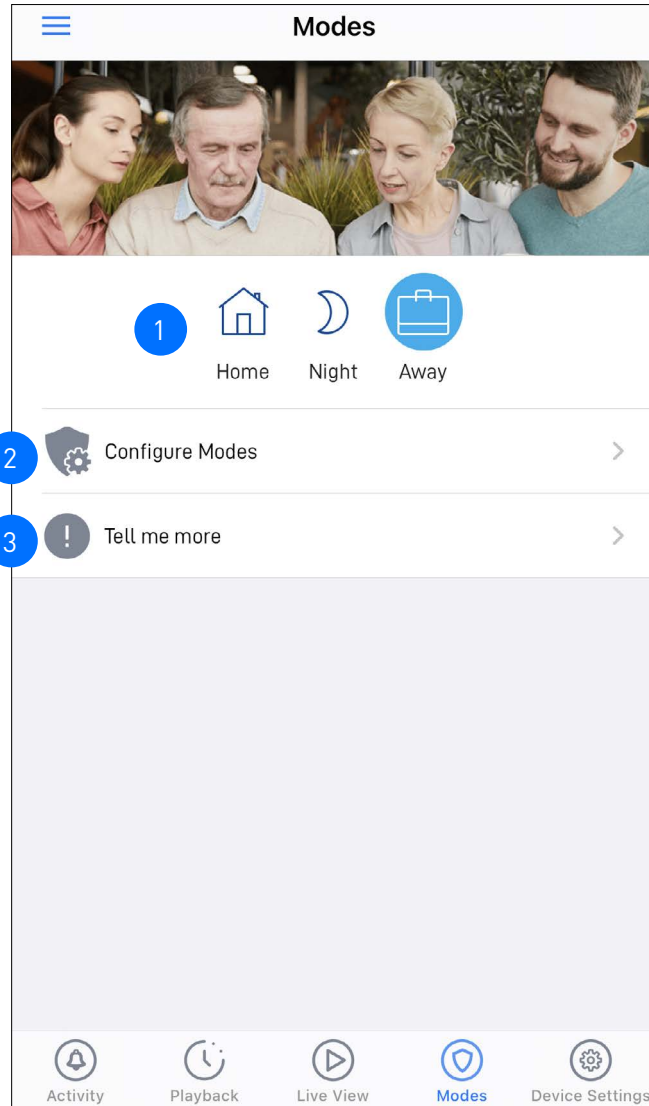 Modes
1
Home Night Away
2 Configure Modes
3 ! Tell me more
Activity Playback Live View Modes Device Settings